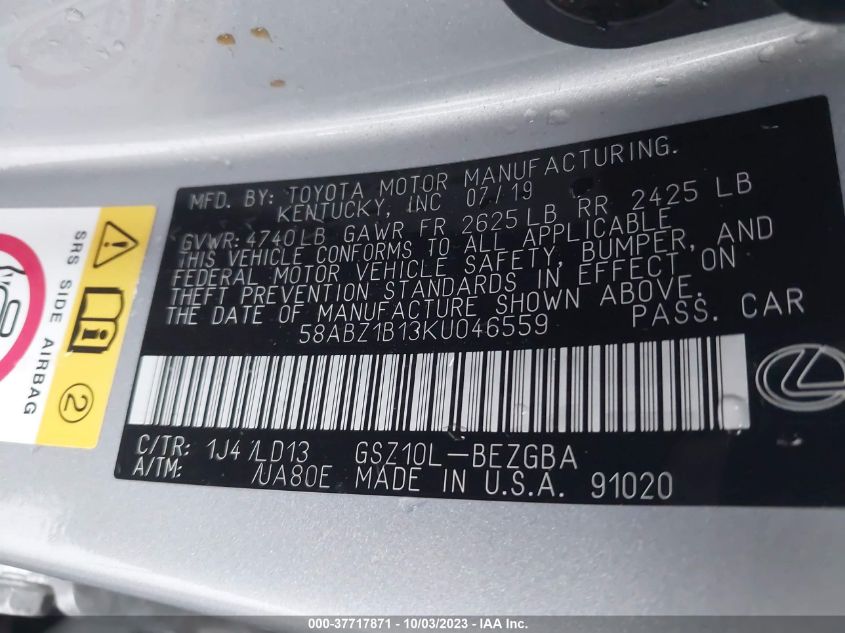 MFD. BY: TOYOTA MOTOR MANUFACTURING.
KENTUCKY, INC 07/19
GVWR: 4740LB GAWR FR 2625 LB RR 2425 LB
THIS VEHICLE CONFORMS TO ALL APPLICABLE
FEDERAL MOTOR VEHICLE SAFETY, BUMPER, AND
THEFT PREVENTION STANDARDS IN EFFECT ON
THE DATE OF MANUFACTURE SHOWN ABOVE.
58ABZ1B13KU046559 PASS. CAR
C/TR: 1J4 /LD13 GSZ10L-BEZGBA
A/TM: /UA80E MADE IN U.S.A. 91020
SRS SIDE AIRBAG
2
000-37717871 - 10/03/2023 - IAA Inc.